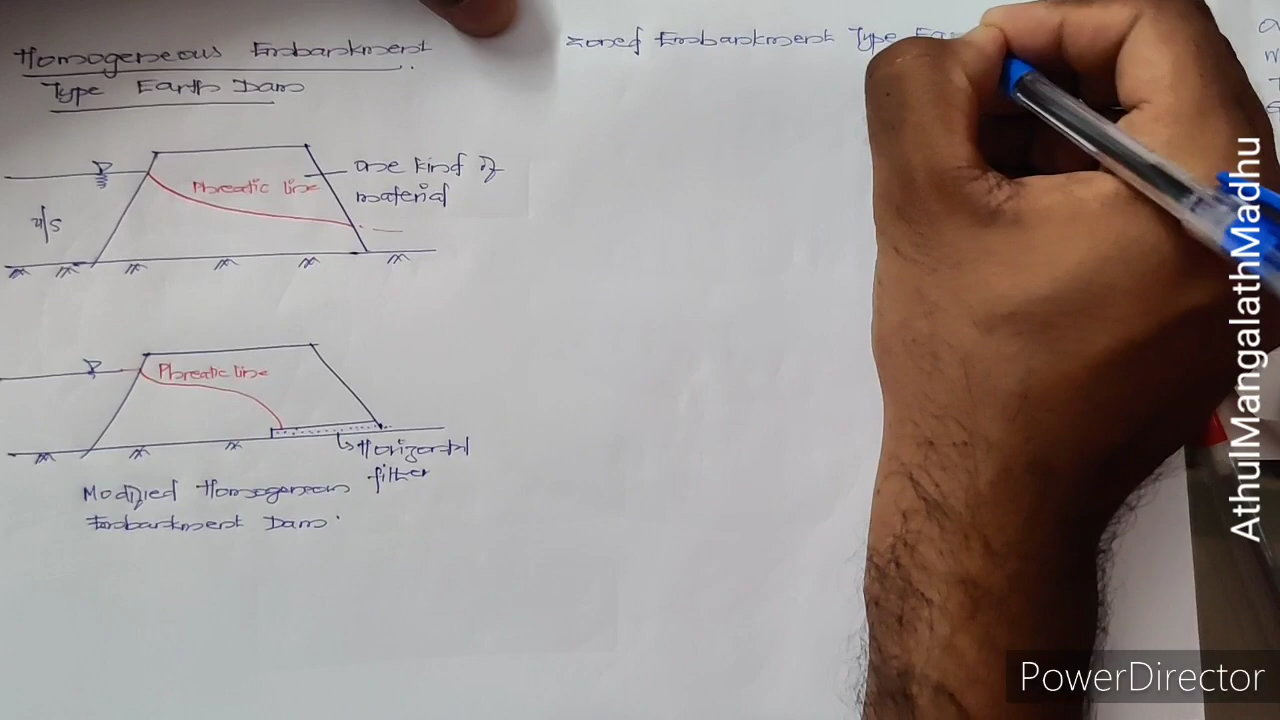 Homogeneous Embankment
Type Earth Dam
Phreatic line
one kind of
material
u/s
Phreatic line
Horizontal
filter
Modified Homogeneous
Embankment Dam
Zoned Embankment Type
AthulMangalathMadhu
PowerDirector